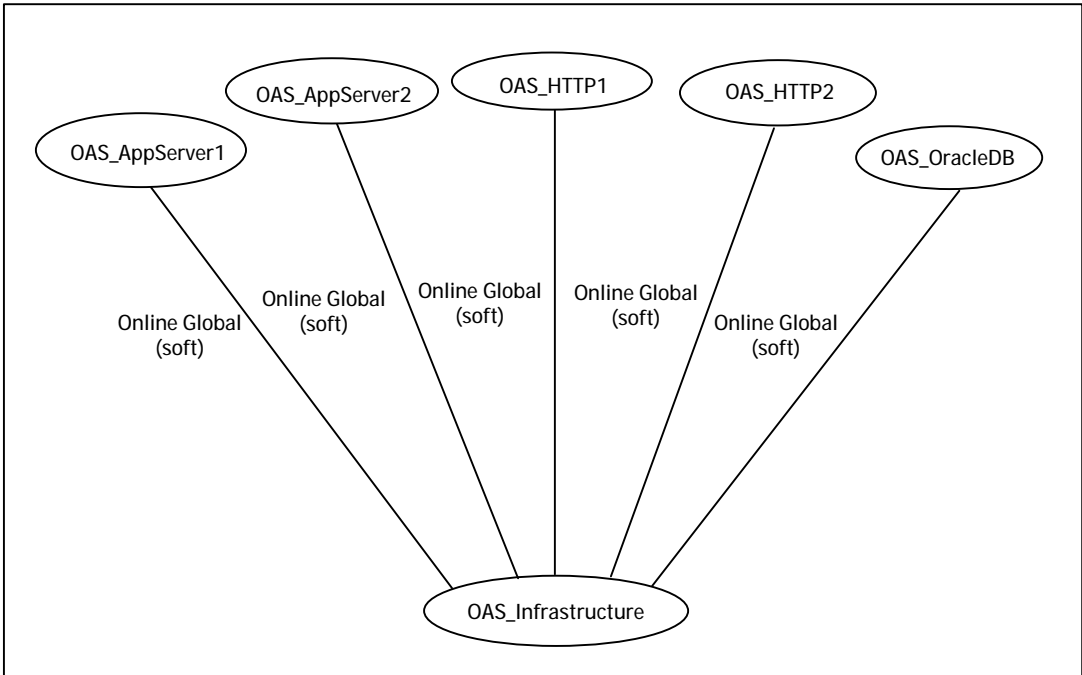 OAS_AppServer1
OAS_AppServer2
OAS_HTTP1
OAS_HTTP2
OAS_OracleDB
Online Global
(soft)
Online Global
(soft)
Online Global
(soft)
Online Global
(soft)
Online Global
(soft)
OAS_Infrastructure